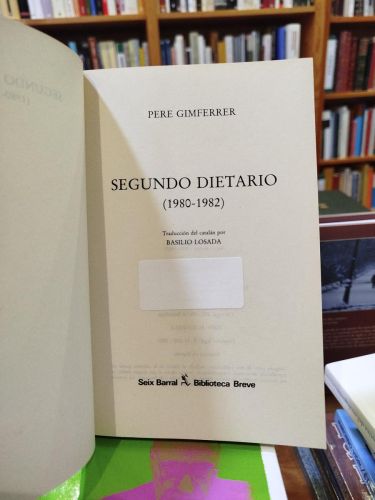 PERE GIMFERRER
SEGUNDO DIETARIO
(1980-1982)
Traducción del catalán por
BASILIO LOSADA
Seix Barral Biblioteca Breve